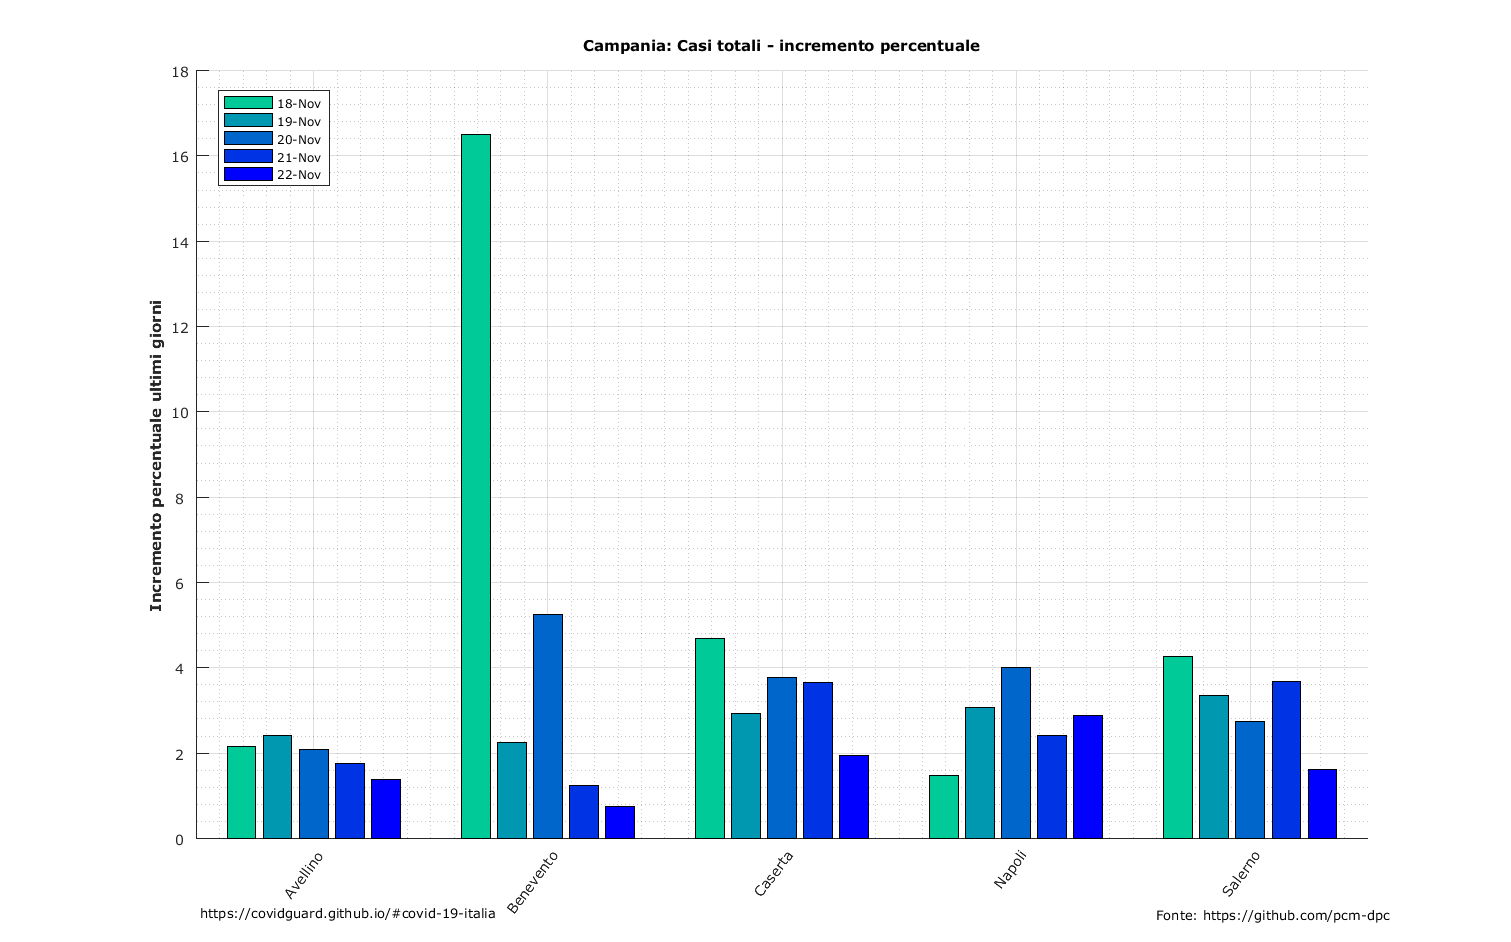 Campania: Casi totali - incremento percentuale
18
16
14
12
10
8
6
4
2
0
Incremento percentuale ultimi giorni
18-Nov
19-Nov
20-Nov
21-Nov
22-Nov
Avellino
Benevento
Caserta
Napoli
Salerno
https://covidguard.github.io/#covid-19-italia
Fonte: https://github.com/pcm-dpc